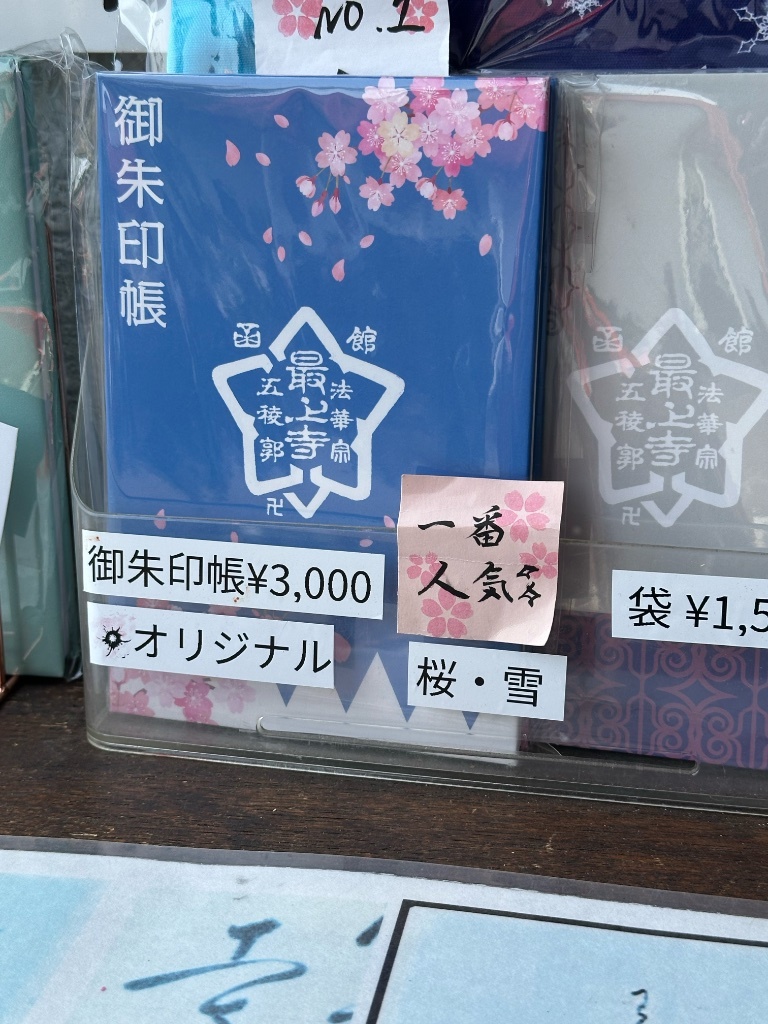 NO.1
御朱印帳
函館
最上寺
法華宗
五稜郭
卍
函館
最上寺
法華宗
五稜郭
卍
一番
人気々々
御朱印帳¥3,000
オリジナル
桜・雪
袋 ¥1,5